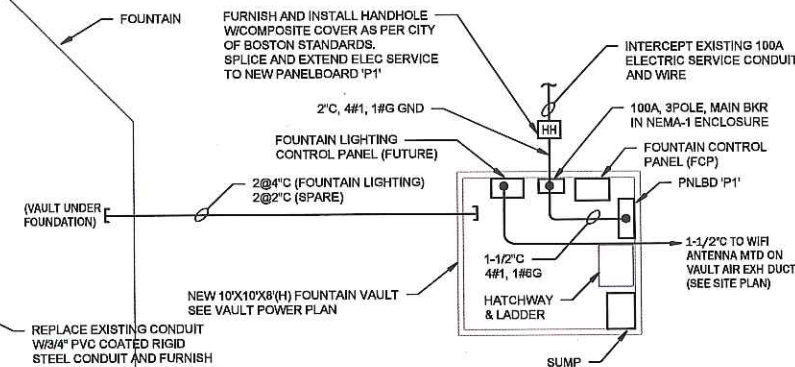 FOUNTAIN
FURNISH AND INSTALL HANDHOLE
W/COMPOSITE COVER AS PER CITY
OF BOSTON STANDARDS.
SPLICE AND EXTEND ELEC SERVICE
TO NEW PANELBOARD 'P1'
INTERCEPT EXISTING 100A
ELECTRIC SERVICE CONDUIT
AND WIRE
2"C, 4#1, 1#G GND
HH
100A, 3POLE, MAIN BKR
IN NEMA-1 ENCLOSURE
FOUNTAIN LIGHTING
CONTROL PANEL (FUTURE)
FOUNTAIN CONTROL
PANEL (FCP)
PNLBD 'P1'
2@4"C (FOUNTAIN LIGHTING)
2@2"C (SPARE)
(VAULT UNDER
FOUNDATION)
1-1/2"C
4#1, 1#6G
1-1/2"C TO WIFI
ANTENNA MTD ON
VAULT AIR EXH DUCT
(SEE SITE PLAN)
NEW 10'X10'X8'(H) FOUNTAIN VAULT
SEE VAULT POWER PLAN
HATCHWAY
& LADDER
REPLACE EXISTING CONDUIT
W/3/4" PVC COATED RIGID
STEEL CONDUIT AND FURNISH
SUMP